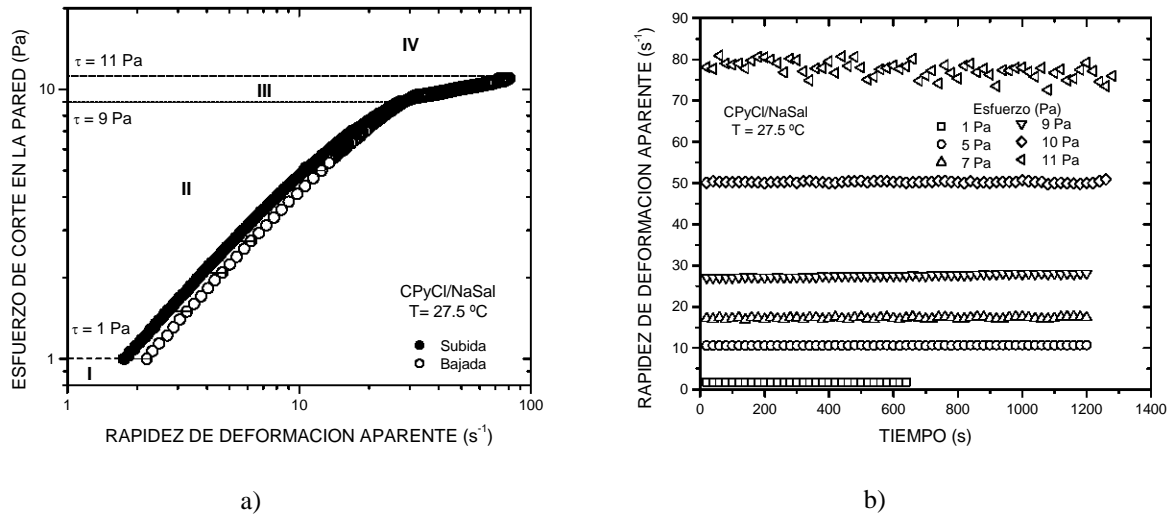 ESFUERZO DE CORTE EN LA PARED (Pa)
10
1
IV
τ = 11 Pa
III
τ = 9 Pa
II
τ = 1 Pa
I
CPyCl/NaSal
T= 27.5 ºC
Subida
Bajada
1 10 100
RAPIDEZ DE DEFORMACION APARENTE (s⁻¹)
a)
RAPIDEZ DE DEFORMACION APARENTE (s⁻¹)
90
80
70
60
50
40
30
20
10
0
CPyCl/NaSal
T = 27.5 ºC
Esfuerzo (Pa)
1 Pa 9 Pa
5 Pa 10 Pa
7 Pa 11 Pa
0 200 400 600 800 1000 1200 1400
TIEMPO (s)
b)